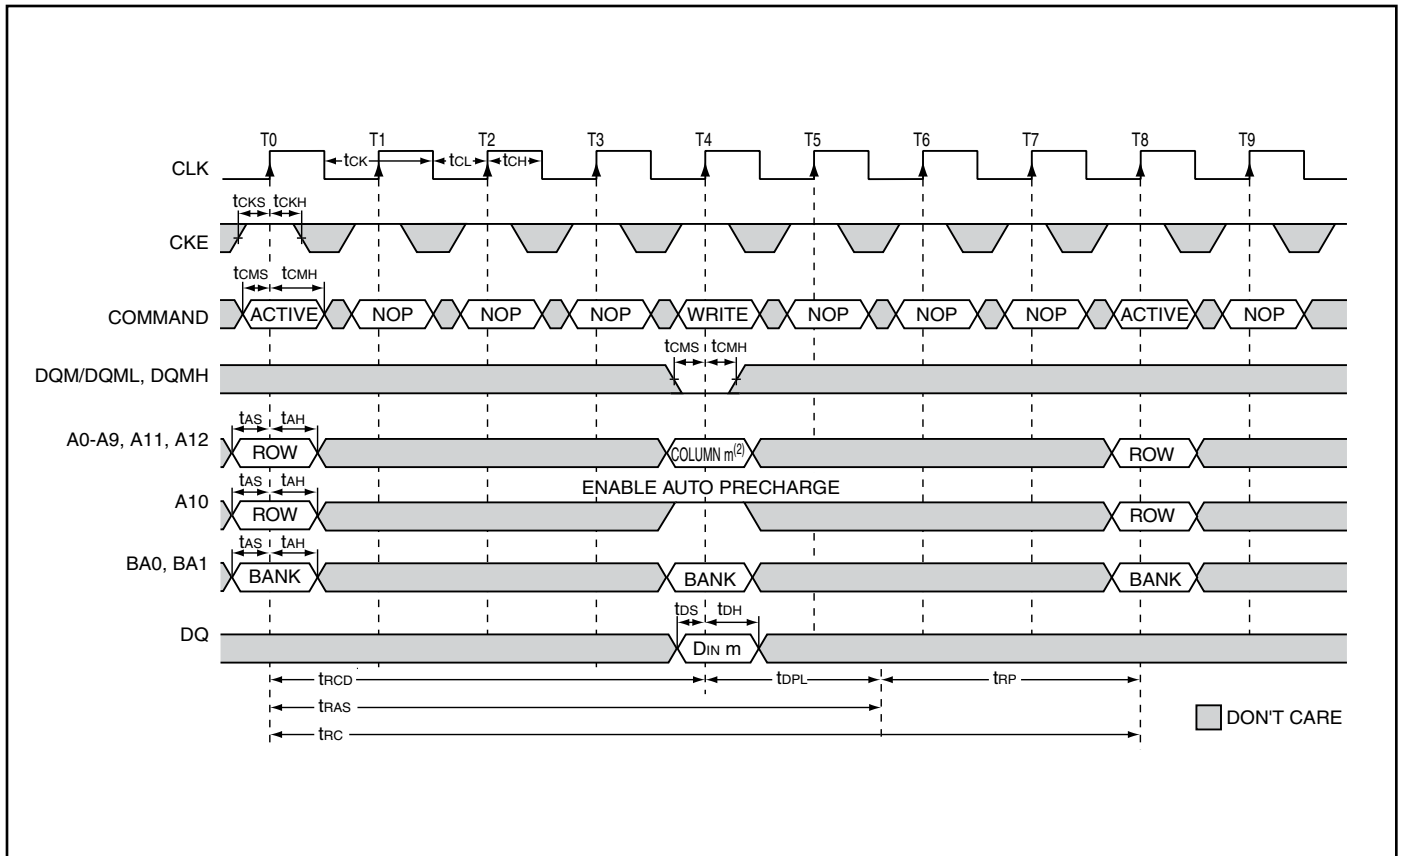 T0 T1 T2 T3 T4 T5 T6 T7 T8 T9
CLK tCK tCL tCH
tCKS tCKH
CKE
tCMS tCMH
COMMAND ACTIVE NOP NOP NOP WRITE NOP NOP NOP ACTIVE NOP
tCMS tCMH
DQM/DQML, DQMH
tAS tAH
A0-A9, A11, A12 ROW COLUMN m(2) ROW
tAS tAH ENABLE AUTO PRECHARGE
A10 ROW ROW
tAS tAH
BA0, BA1 BANK BANK BANK
tDS tDH
DQ DIN m
tRCD tDPL tRP
tRAS
DON'T CARE
tRC